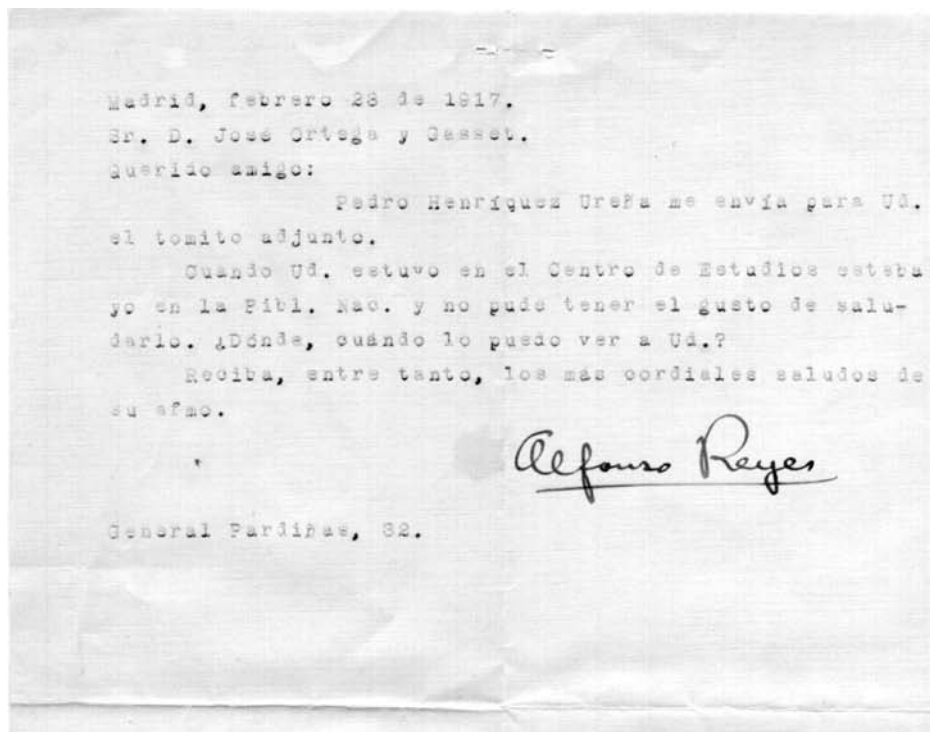 Madrid, febrero 28 de 1917.
Sr. D. José Ortega y Gasset.
Querido amigo:
Pedro Henríquez Ureña me envía para Ud.
el tomito adjunto.
Cuando Ud. estuvo en el Centro de Estudios estaba
yo en la Bibl. Nac. y no pude tener el gusto de salu-
darlo. ¿Dónde, cuándo lo puedo ver a Ud.?
Reciba, entre tanto, los más cordiales saludos de
su afmo.
Alfonso Reyes
General Pardiñas, 32.